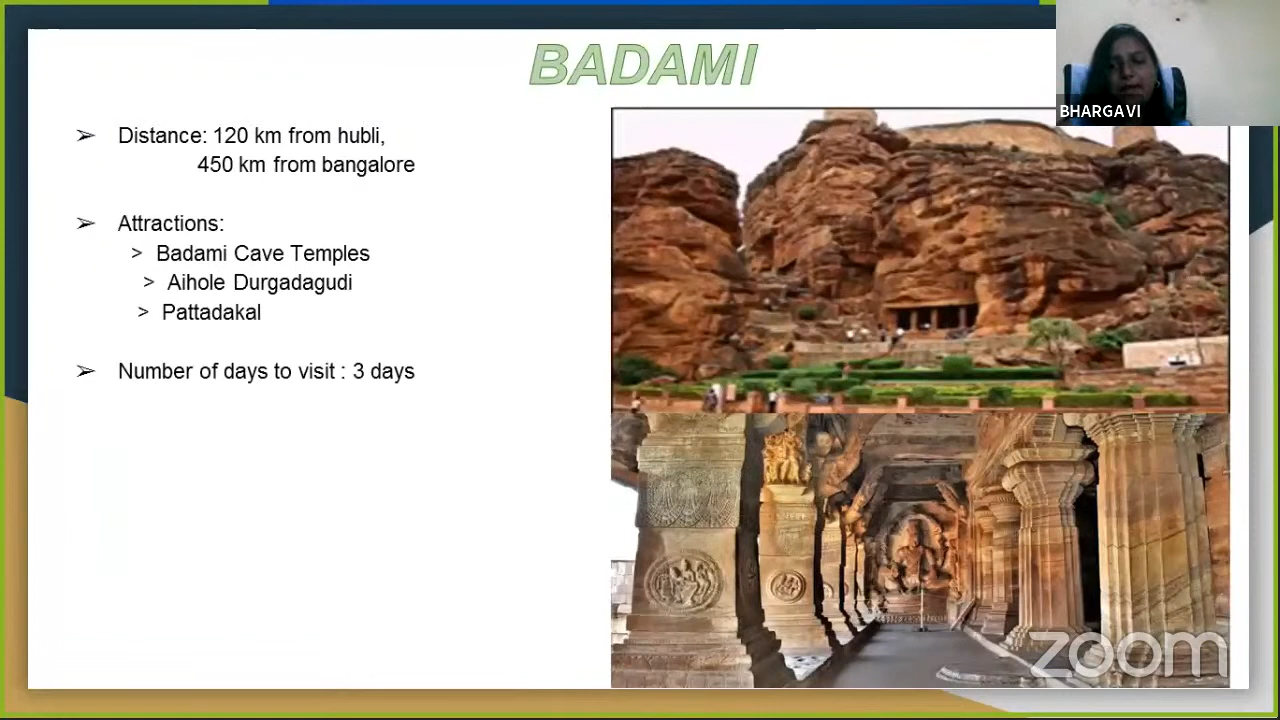 BADAMI
BHARGAVI
➢ Distance: 120 km from hubli,
450 km from bangalore
➢ Attractions:
> Badami Cave Temples
> Aihole Durgadagudi
> Pattadakal
➢ Number of days to visit : 3 days
zoom